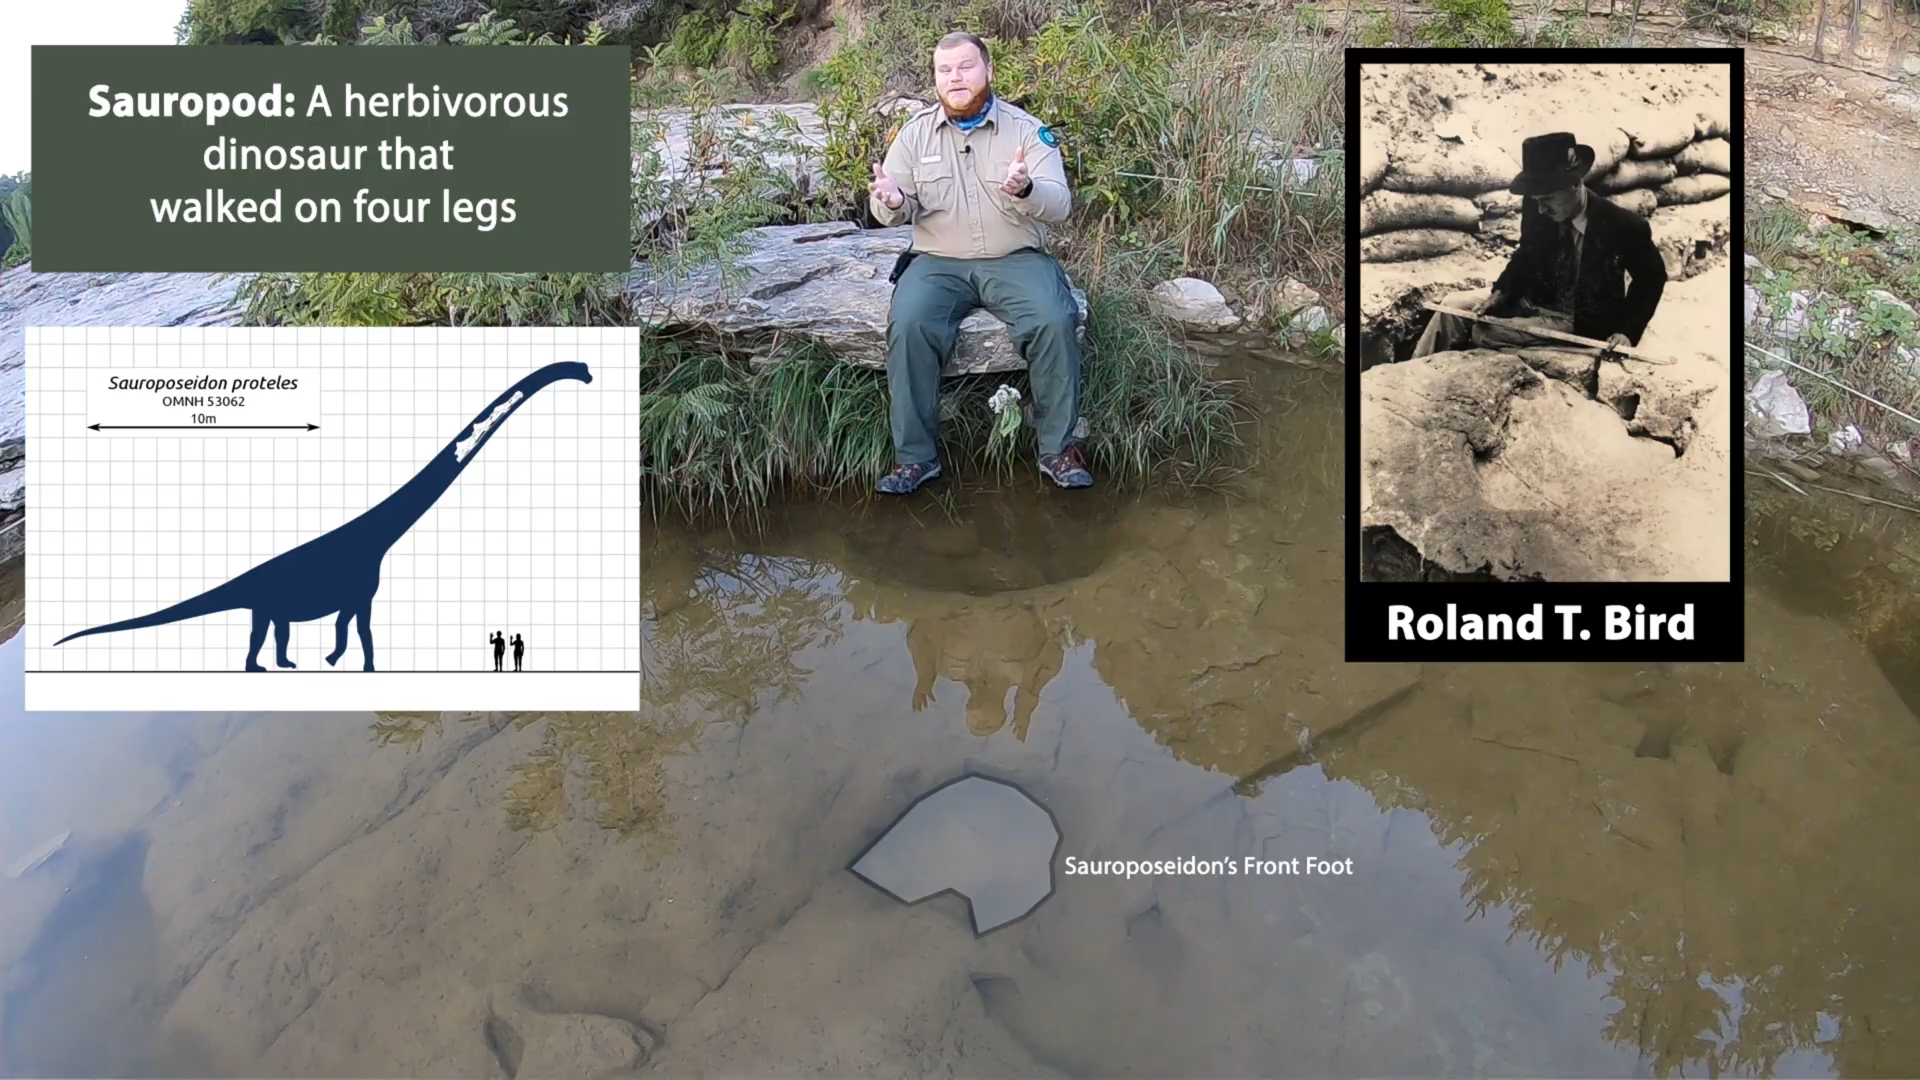 Sauropod: A herbivorous
dinosaur that
walked on four legs
Sauroposeidon proteles
OMNH 53062
10m
Roland T. Bird
Sauroposeidon's Front Foot